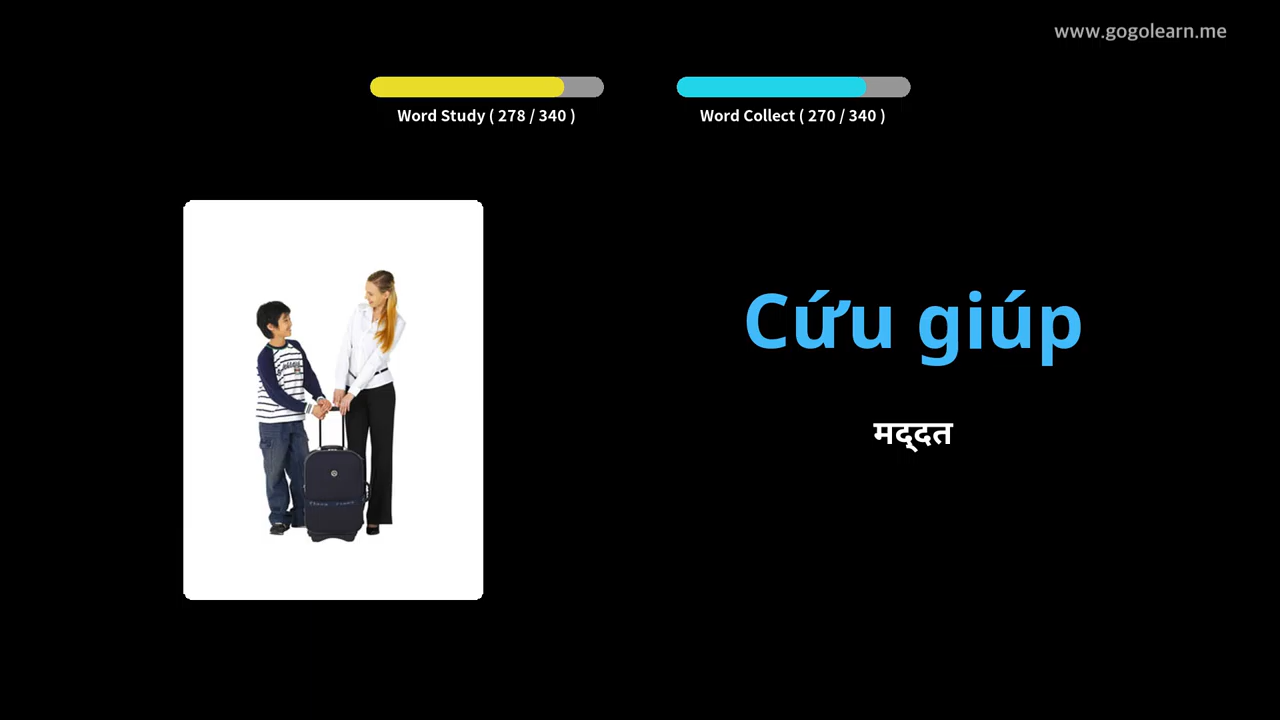 www.gogolearn.me
Word Study ( 278 / 340 )
Word Collect ( 270 / 340 )
Cứu giúp
मद्‌दत